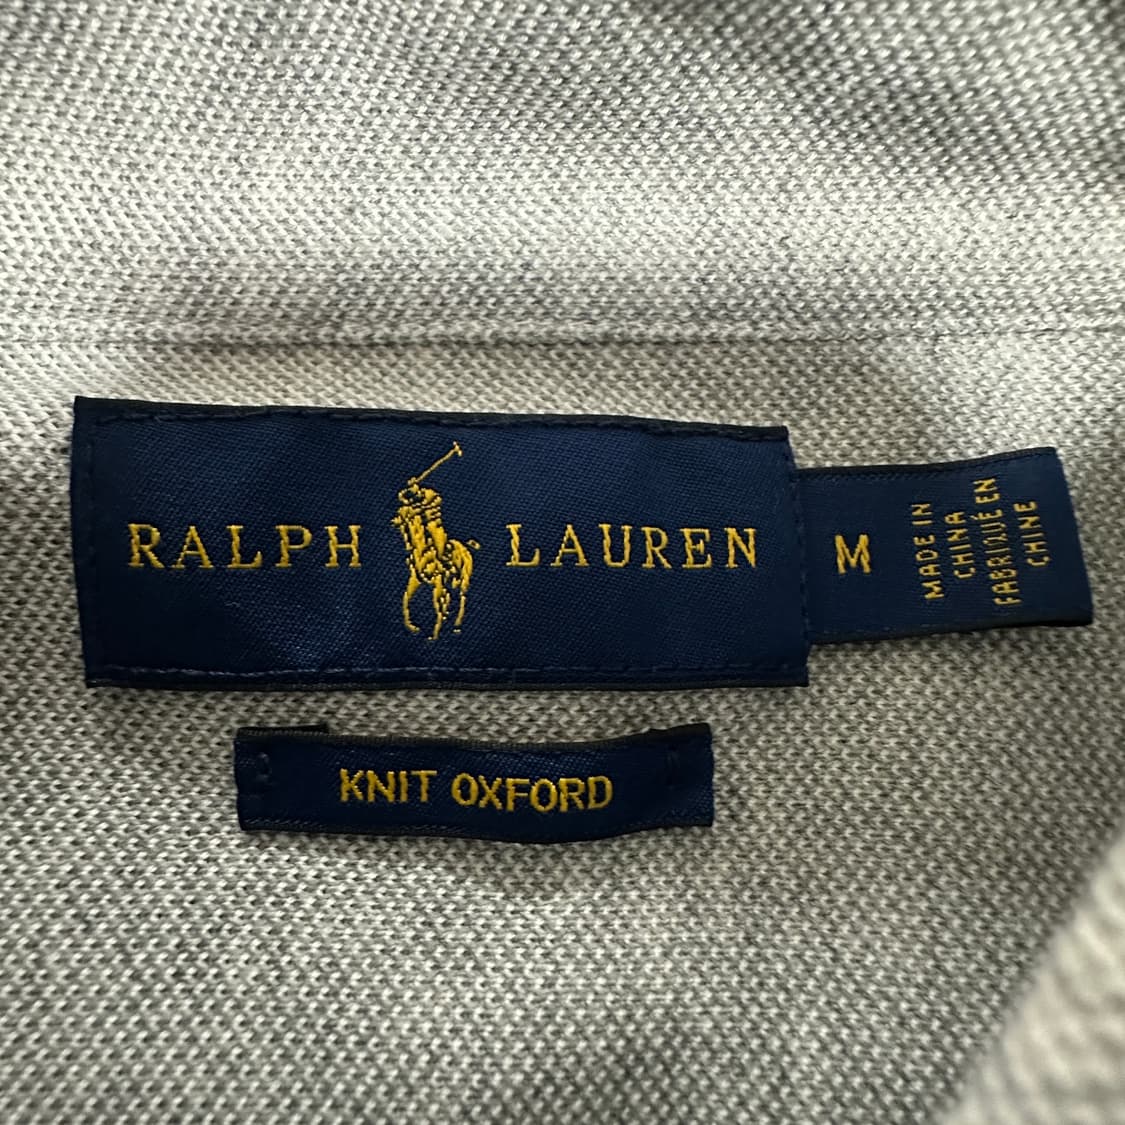 RALPH LAUREN
M
MADE IN
CHINA
FABRIQUÉ EN
CHINE
KNIT OXFORD